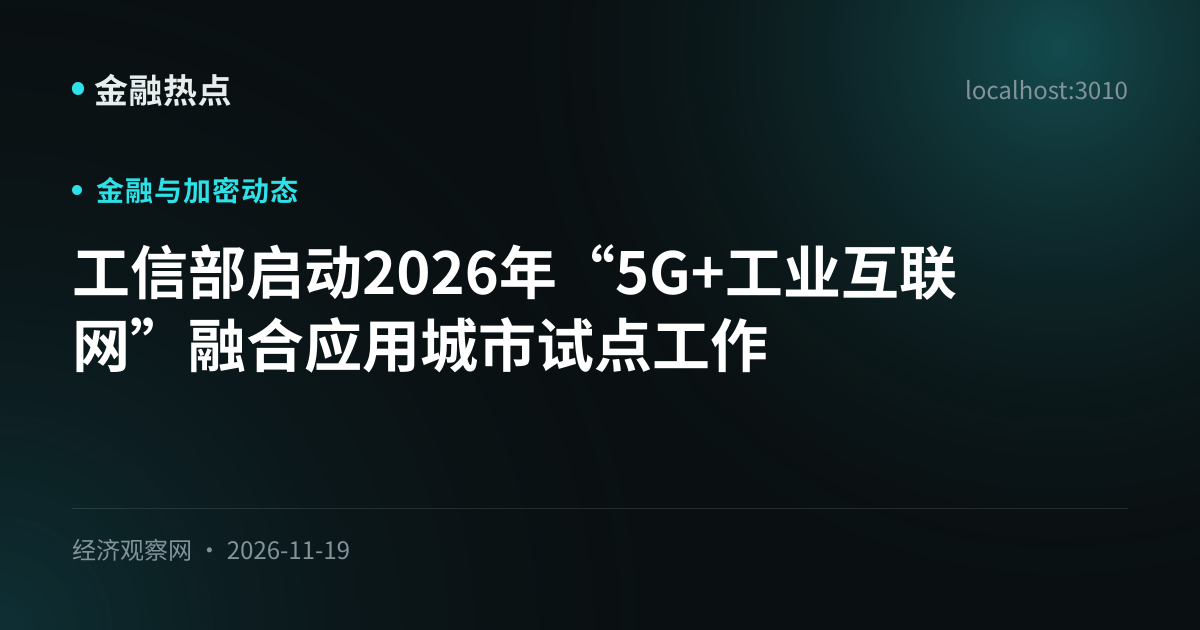 金融热点
localhost:3010
金融与加密动态
工信部启动2026年“5G+工业互联
网”融合应用城市试点工作
经济观察网 · 2026-11-19